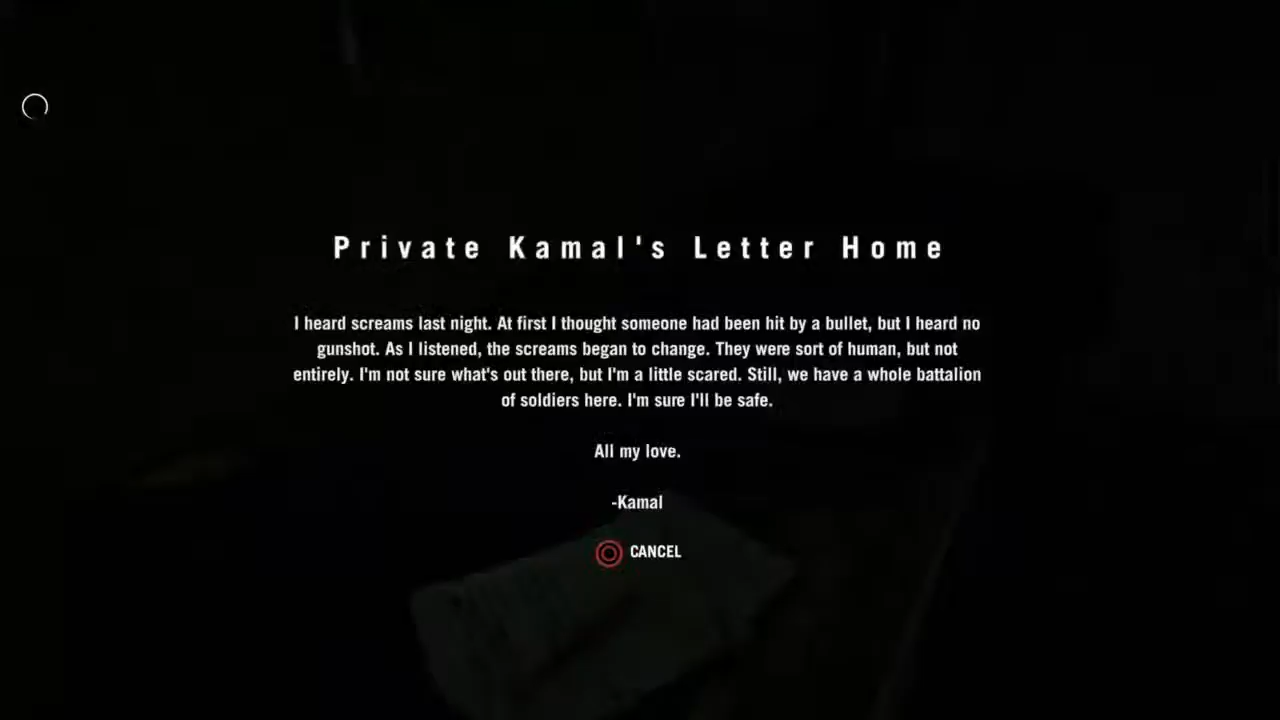 Private Kamal's Letter Home
I heard screams last night. At first I thought someone had been hit by a bullet, but I heard no
gunshot. As I listened, the screams began to change. They were sort of human, but not
entirely. I'm not sure what's out there, but I'm a little scared. Still, we have a whole battalion
of soldiers here. I'm sure I'll be safe.
All my love.
-Kamal
CANCEL